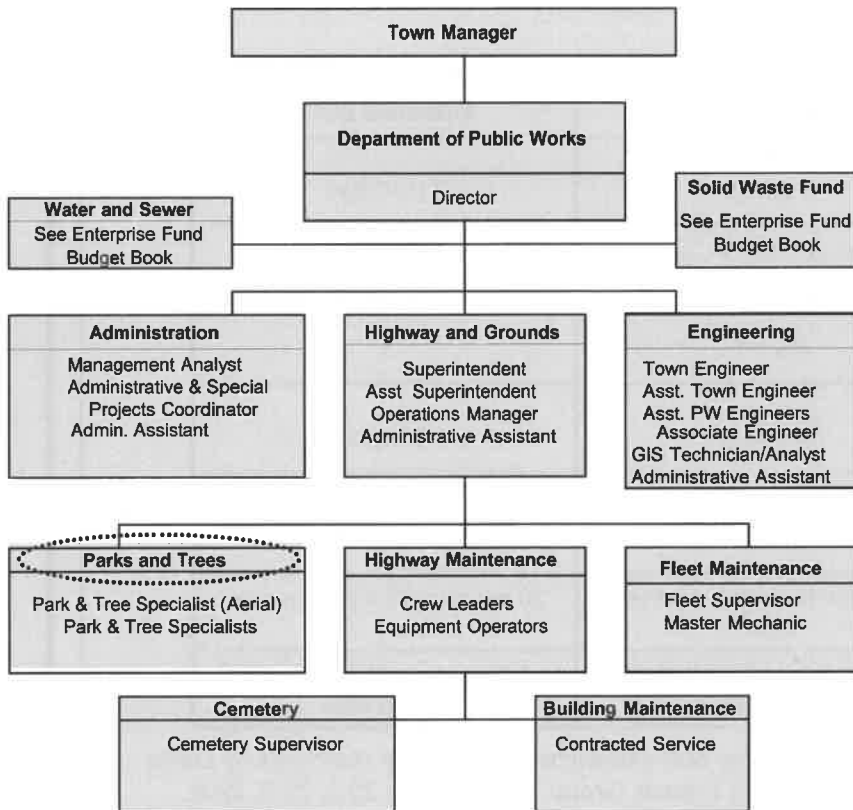 Town Manager
Department of Public Works
Director
Water and Sewer
See Enterprise Fund
Budget Book
Solid Waste Fund
See Enterprise Fund
Budget Book
Administration
Management Analyst
Administrative & Special
Projects Coordinator
Admin. Assistant
Highway and Grounds
Superintendent
Asst Superintendent
Operations Manager
Administrative Assistant
Engineering
Town Engineer
Asst. Town Engineer
Asst. PW Engineers
Associate Engineer
GIS Technician/Analyst
Administrative Assistant
Parks and Trees
Park & Tree Specialist (Aerial)
Park & Tree Specialists
Highway Maintenance
Crew Leaders
Equipment Operators
Fleet Maintenance
Fleet Supervisor
Master Mechanic
Cemetery
Cemetery Supervisor
Building Maintenance
Contracted Service